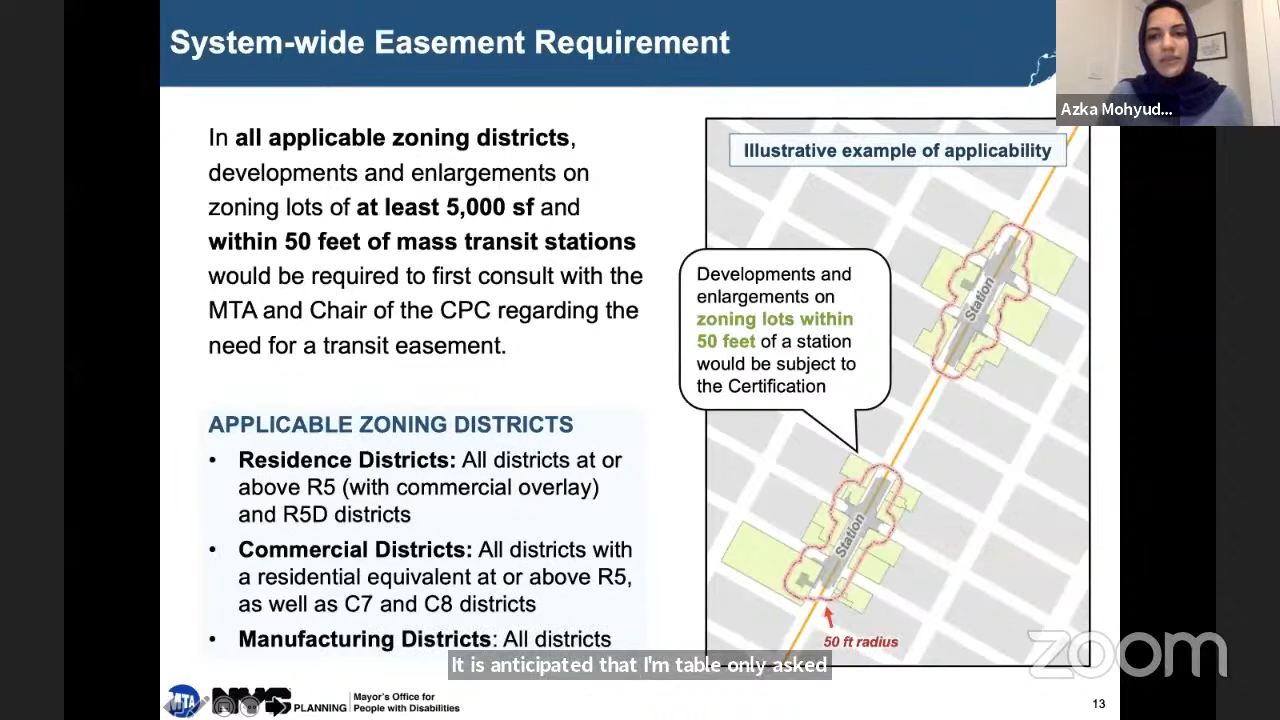 System-wide Easement Requirement
Azka Mohyud...
In all applicable zoning districts,
developments and enlargements on
zoning lots of at least 5,000 sf and
within 50 feet of mass transit stations
would be required to first consult with the
MTA and Chair of the CPC regarding the
need for a transit easement.
APPLICABLE ZONING DISTRICTS
• Residence Districts: All districts at or
above R5 (with commercial overlay)
and R5D districts
• Commercial Districts: All districts with
a residential equivalent at or above R5,
as well as C7 and C8 districts
• Manufacturing Districts: All districts
Illustrative example of applicability
Developments and
enlargements on
zoning lots within
50 feet of a station
would be subject to
the Certification
Station
Station
50 ft radius
It is anticipated that I'm table only asked
zoom
MTA
NYC PLANNING
Mayor's Office for
People with Disabilities
13